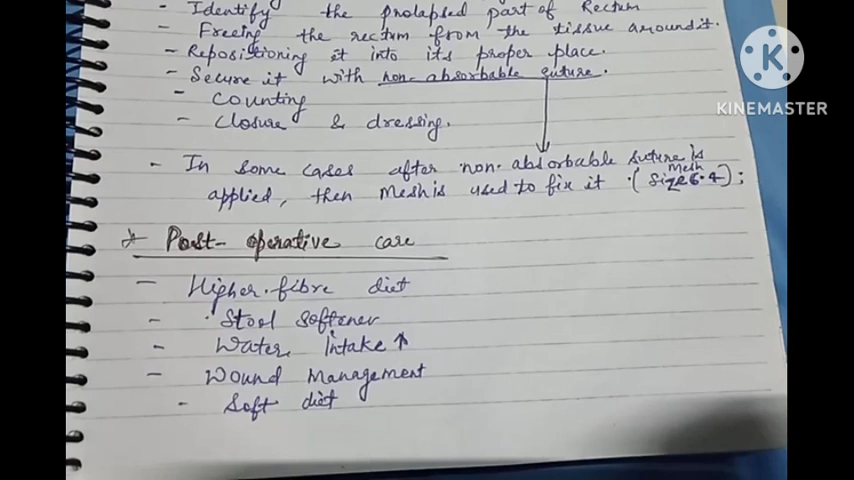 - Identify the prolapsed part of Rectum
- Freeing the rectum from the tissue around it.
- Repositioning it into its proper place.
- Secure it with non-absorbable suture.
- Counting
- Closure & dressing.
- In some cases after non-absorbable suture is
applied, then Mesh is used to fix it. (Mesh Size 6·4);
* Post-operative care
- Higher fibre diet
- Stool softener
- Water Intake ↑
- Wound Management
- Soft diet
KINEMASTER